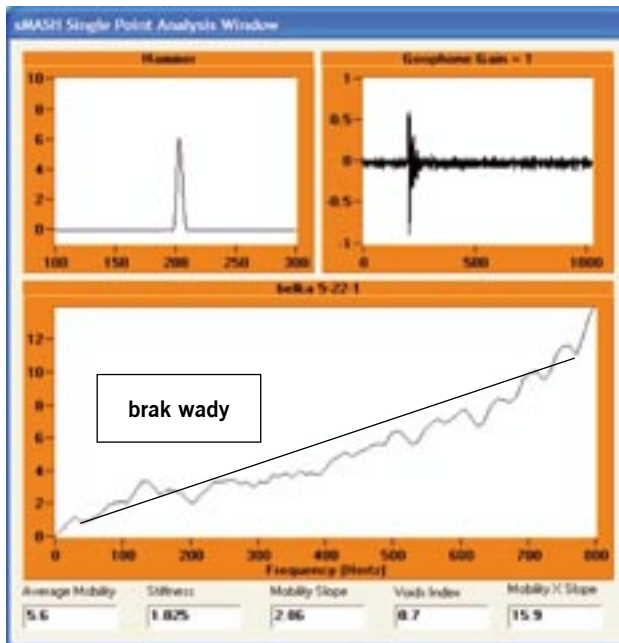 sMASH Single Point Analysis Window
Hammer
10
8
6
4
2
0
100 150 200 250 300
Geophone Gain = 1
1
0.5
0
-0.5
-1
0 500 1000
belka 5-22-1
12
10
8
6
4
2
0
brak wady
0 100 200 300 400 500 600 700 800
Frequency (Hertz)
Average Mobility Stiffness Mobility Slope Voids Index Mobility X Slope
5.6 1.025 2.86 0.7 15.9